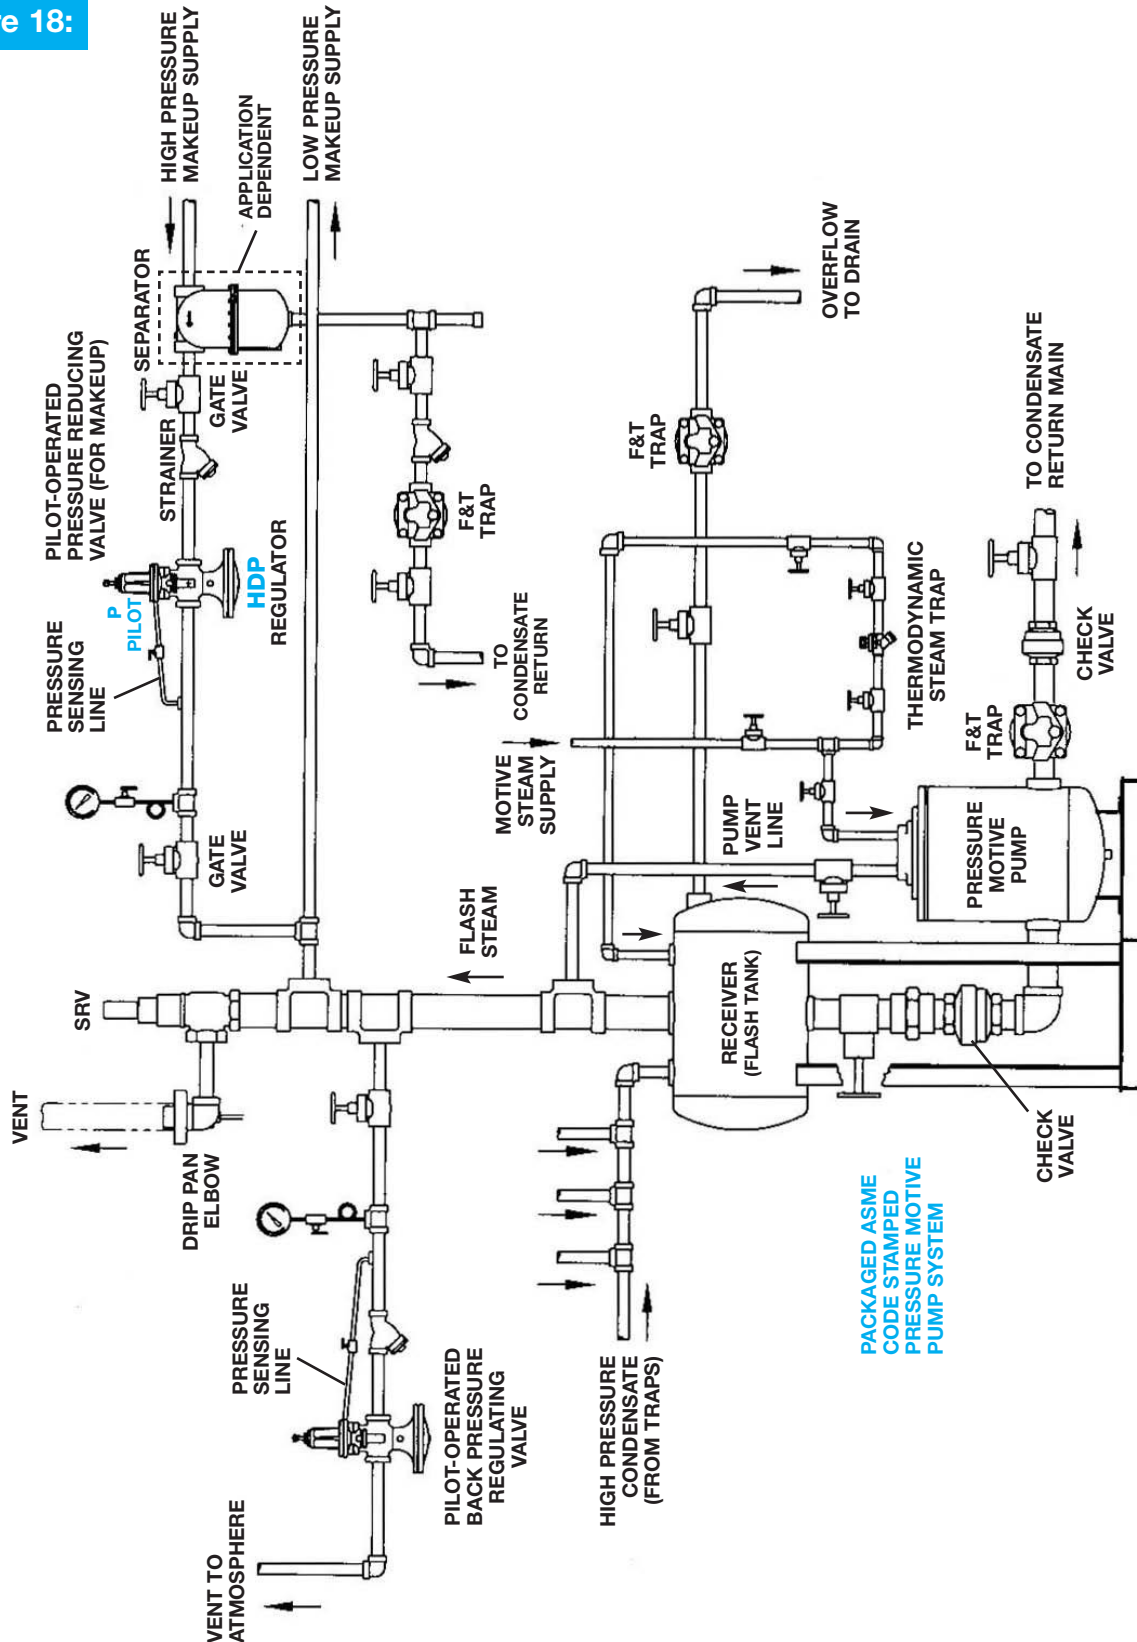 re 18:
HIGH PRESSURE
MAKEUP SUPPLY
LOW PRESSURE
MAKEUP SUPPLY
APPLICATION
DEPENDENT
SEPARATOR
PILOT-OPERATED
PRESSURE REDUCING
VALVE (FOR MAKEUP)
STRAINER
GATE
VALVE
P
PILOT
HDP
REGULATOR
PRESSURE
SENSING
LINE
GATE
VALVE
F&T
TRAP
TO
CONDENSATE
RETURN
OVERFLOW
TO DRAIN
F&T
TRAP
TO CONDENSATE
RETURN MAIN
THERMODYNAMIC
STEAM TRAP
CHECK
VALVE
F&T
TRAP
MOTIVE
STEAM
SUPPLY
PUMP
VENT
LINE
PRESSURE
MOTIVE
PUMP
FLASH
STEAM
SRV
VENT
DRIP PAN
ELBOW
RECEIVER
(FLASH TANK)
CHECK
VALVE
PRESSURE
SENSING
LINE
PILOT-OPERATED
BACK PRESSURE
REGULATING
VALVE
HIGH PRESSURE
CONDENSATE
(FROM TRAPS)
PACKAGED ASME
CODE STAMPED
PRESSURE MOTIVE
PUMP SYSTEM
VENT TO
ATMOSPHERE